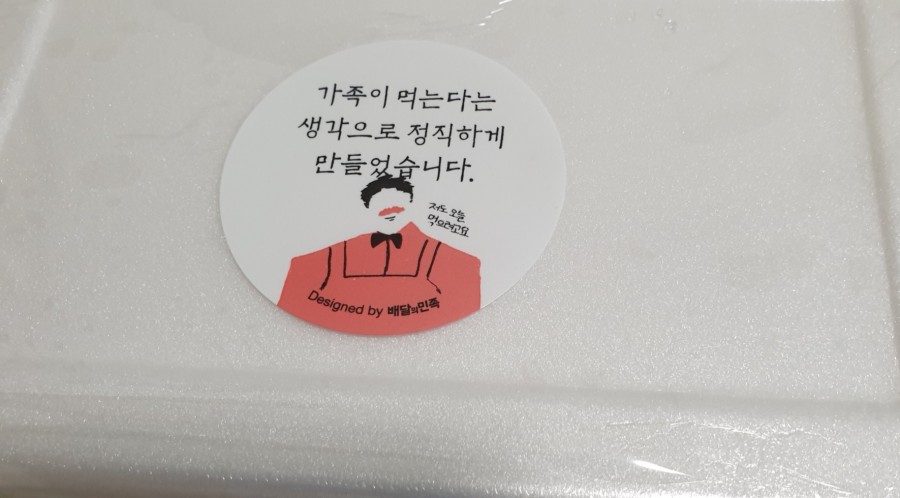 가족이 먹는다는
생각으로 정직하게
만들었습니다.
저도 오늘
먹으려고요
Designed by 배달의민족